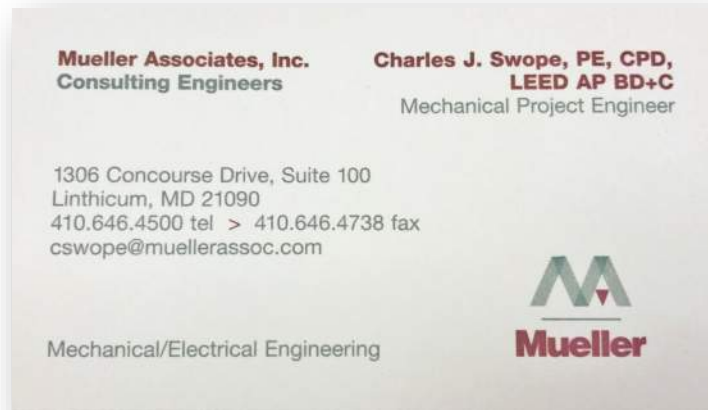 Mueller Associates, Inc.
Consulting Engineers
Charles J. Swope, PE, CPD,
LEED AP BD+C
Mechanical Project Engineer
1306 Concourse Drive, Suite 100
Linthicum, MD 21090
410.646.4500 tel > 410.646.4738 fax
cswope@muellerassoc.com
Mechanical/Electrical Engineering
Mueller